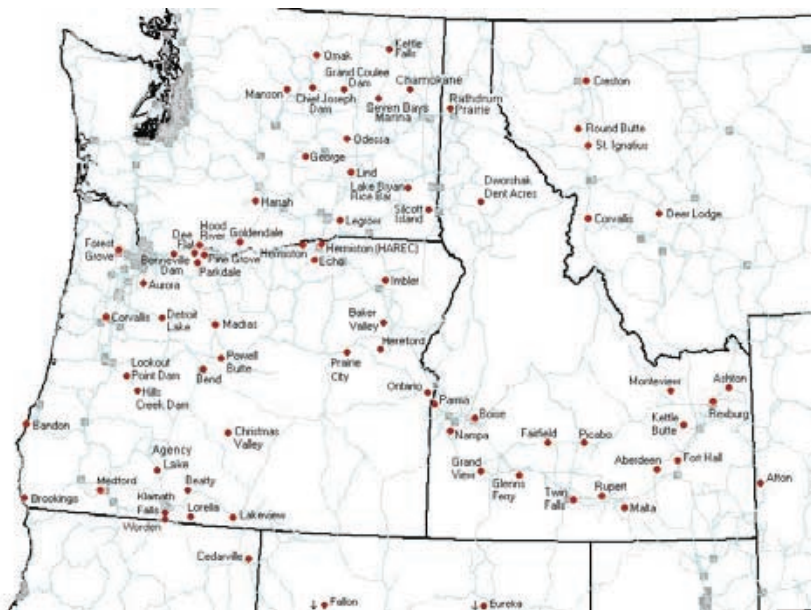 Kettle
Falls
Omak
Grand Coulee
Dam
Chamokane
Creston
Manson
Chief Joseph
Dam
Seven Bays
Marina
Rathdrum
Prairie
Round Butte
Odessa
St. Ignatius
George
Lind
Lake Bryan
Rice Bar
Dworshak
Dent Acres
Harrah
Legrow
Silcott
Island
Corvallis
Deer Lodge
Hood
River
Dee
Flat
Goldendale
Forest
Grove
Bonneville
Dam
Pine Grove
Parkdale
Hermiston
Hermiston (HAREC)
Echo
Aurora
Imbler
Corvallis
Detroit
Lake
Madras
Baker
Valley
Hereford
Lookout
Point Dam
Powell
Butte
Prairie
City
Bend
Hills
Creek Dam
Ontario
Parma
Monteview
Ashton
Rexburg
Bandon
Christmas
Valley
Boise
Nampa
Fairfield
Picabo
Kettle
Butte
Agency
Lake
Grand
View
Glenns
Ferry
Aberdeen
Fort Hall
Medford
Beatty
Brookings
Klamath
Falls
Lorella
Lakeview
Worden
Twin
Falls
Rupert
Malta
Afton
Cedarville
Fallon
Eureka